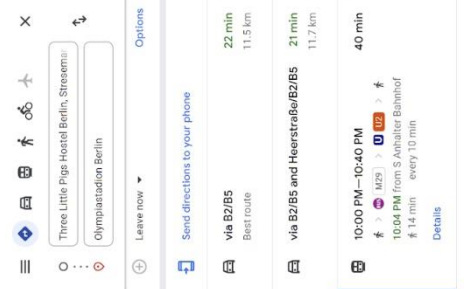 Three Little Pigs Hostel Berlin, Stresemar
Olympiastadion Berlin
Leave now
Options
Send directions to your phone
via B2/B5
22 min
Best route
11.5 km
via B2/B5 and Heerstraße/B2/B5
21 min
11.7 km
10:00 PM—10:40 PM
40 min
> BUS M29 > U U2 >
10:04 PM from S Anhalter Bahnhof
14 min every 10 min
Details